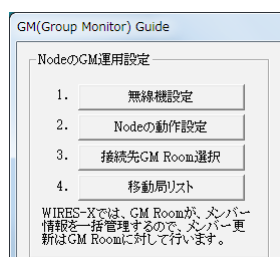 GM(Group Monitor) Guide
NodeのGM運用設定
1. 無線機設定
2. Nodeの動作設定
3. 接続先GM Room選択
4. 移動局リスト
WIRES-Xでは、GM Roomが、メンバー
情報を一括管理するので、メンバー更
新はGM Roomに対して行います。